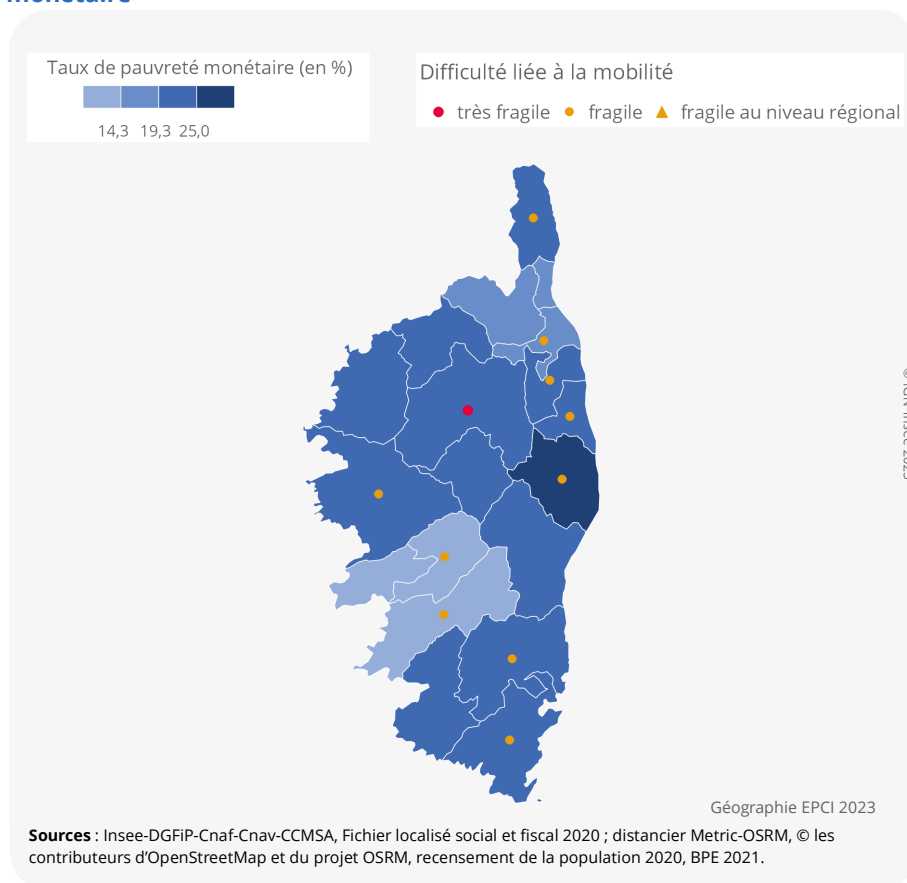 monétaire
Taux de pauvreté monétaire (en %)
14,3 19,3 25,0
Difficulté liée à la mobilité
très fragile fragile fragile au niveau régional
Géographie EPCI 2023
Sources : Insee-DGFiP-Cnaf-Cnav-CCMSA, Fichier localisé social et fiscal 2020 ; distancier Metric-OSRM, © les
contributeurs d'OpenStreetMap et du projet OSRM, recensement de la population 2020, BPE 2021.